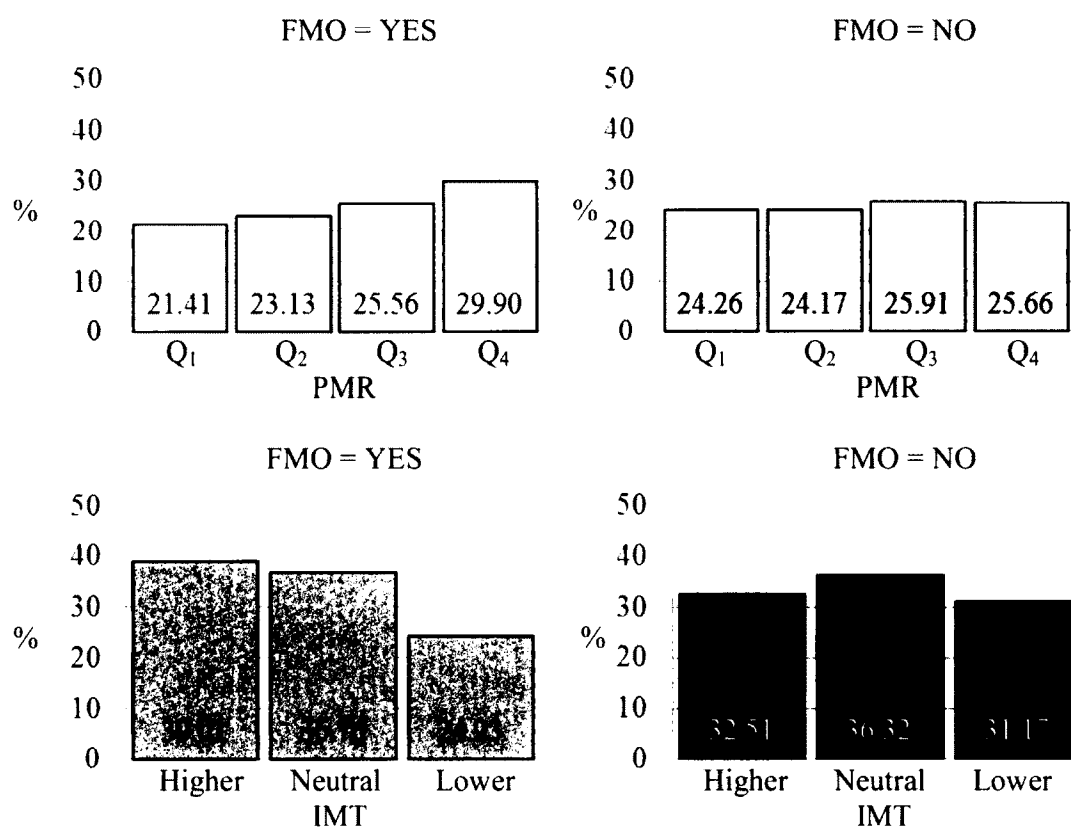 FMO = YES
50
40
30
%
20
10
0
21.41 23.13 25.56 29.90
Q1 Q2 Q3 Q4
PMR
FMO = NO
50
40
30
%
20
10
0
24.26 24.17 25.91 25.66
Q1 Q2 Q3 Q4
PMR
FMO = YES
50
40
30
%
20
10
0
Higher Neutral Lower
IMT
FMO = NO
50
40
30
%
20
10
0
32.51 36.32 31.17
Higher Neutral Lower
IMT